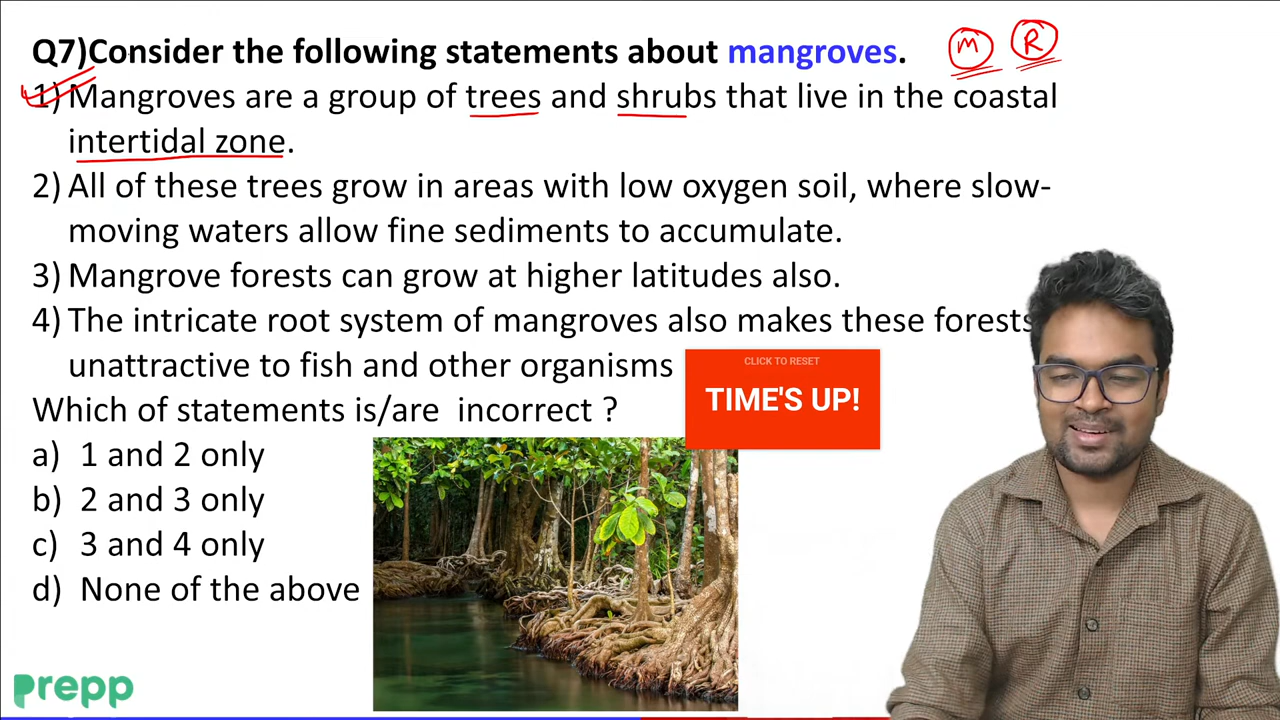 Q7)Consider the following statements about mangroves.
M R
1) Mangroves are a group of trees and shrubs that live in the coastal
intertidal zone.
2) All of these trees grow in areas with low oxygen soil, where slow-
moving waters allow fine sediments to accumulate.
3) Mangrove forests can grow at higher latitudes also.
4) The intricate root system of mangroves also makes these forests
unattractive to fish and other organisms
CLICK TO RESET
TIME'S UP!
Which of statements is/are incorrect ?
a) 1 and 2 only
b) 2 and 3 only
c) 3 and 4 only
d) None of the above
prepp